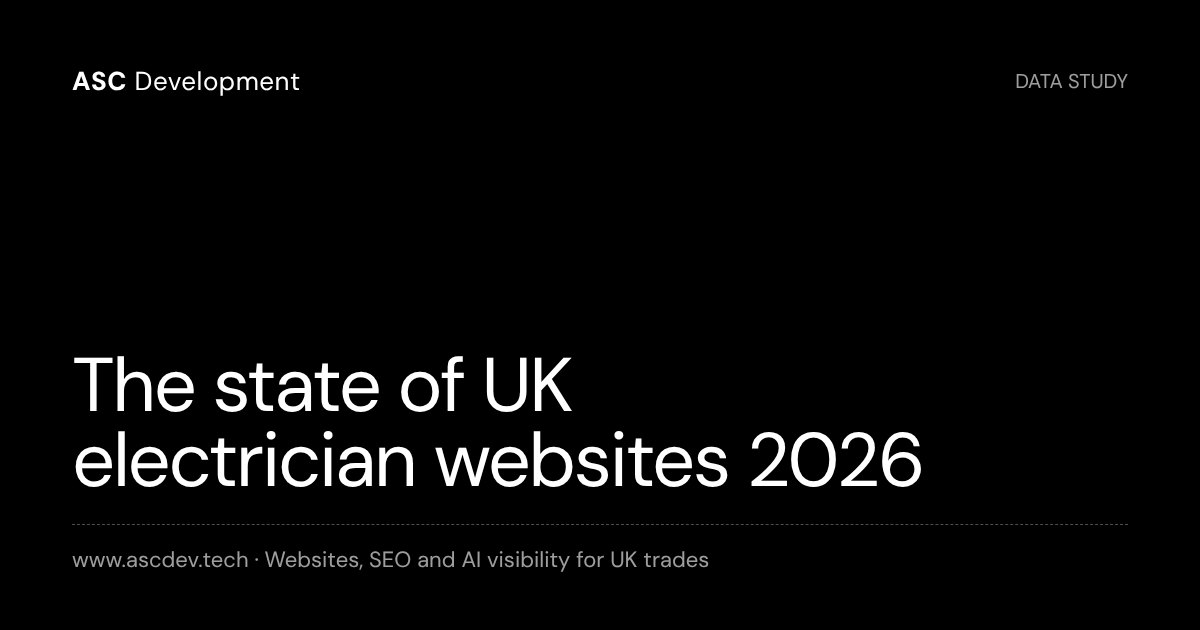 ASC Development
DATA STUDY
The state of UK
electrician websites 2026
www.ascdev.tech · Websites, SEO and AI visibility for UK trades